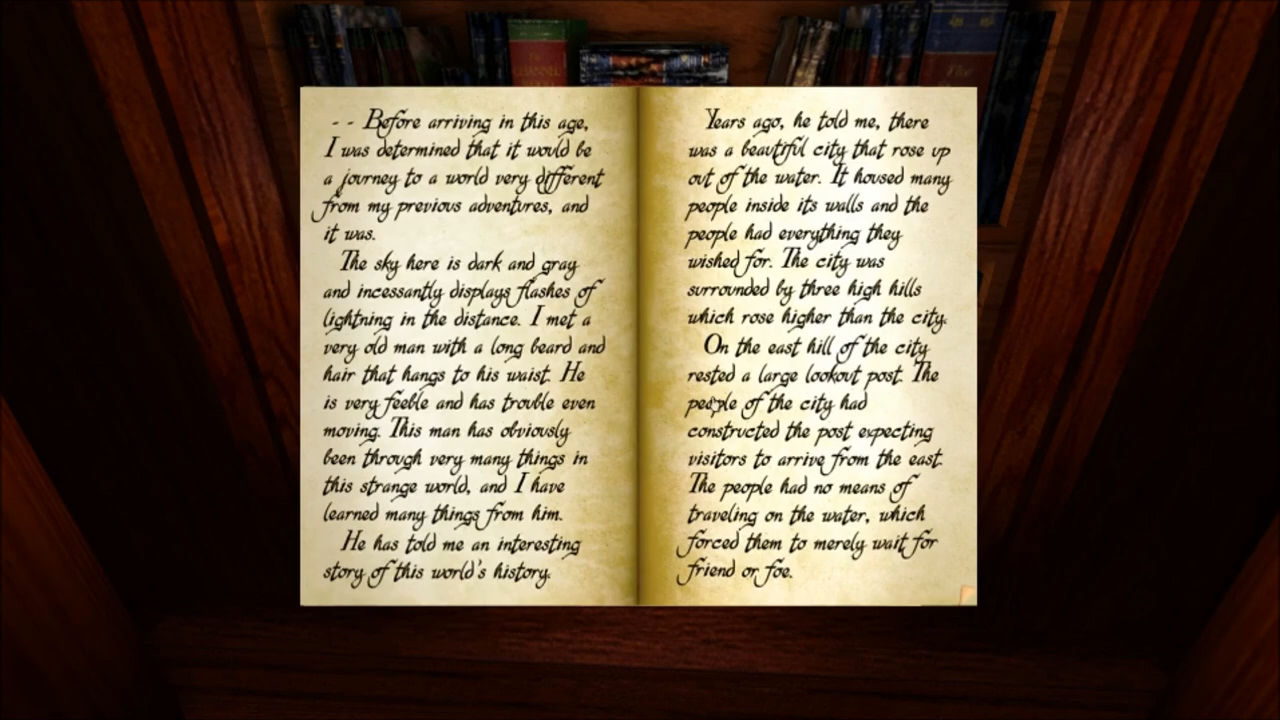 - - Before arriving in this age,
I was determined that it would be
a journey to a world very different
from my previous adventures, and
it was.
The sky here is dark and gray
and incessantly displays flashes of
lightning in the distance. I met a
very old man with a long beard and
hair that hangs to his waist. He
is very feeble and has trouble even
moving. This man has obviously
been through very many things in
this strange world, and I have
learned many things from him.
He has told me an interesting
story of this world's history.
Years ago, he told me, there
was a beautiful city that rose up
out of the water. It housed many
people inside its walls and the
people had everything they
wished for. The city was
surrounded by three high hills
which rose higher than the city.
On the east hill of the city
rested a large lookout post. The
people of the city had
constructed the post expecting
visitors to arrive from the east.
The people had no means of
traveling on the water, which
forced them to merely wait for
friend or foe.